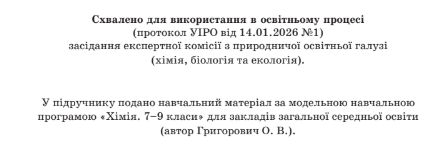 Схвалено для використання в освітньому процесі
(протокол УІРО від 14.01.2026 №1)
засідання експертної комісії з природничої освітньої галузі
(хімія, біологія та екологія).
У підручнику подано навчальний матеріал за модельною навчальною
програмою «Хімія. 7–9 класи» для закладів загальної середньої освіти
(автор Григорович О. В.).